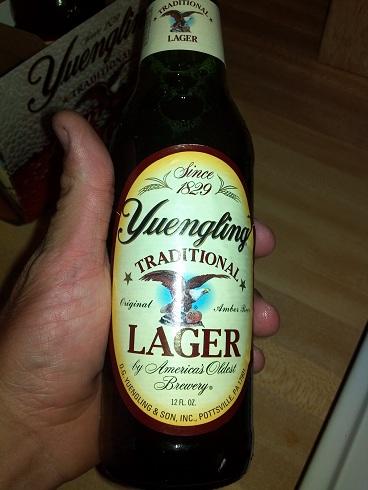 TRADITIONAL
LAGER
Yuengling
TRADITIONAL
Since
1829
Yuengling
TRADITIONAL
Original Amber Beer
LAGER
by America's Oldest
Brewery®
12 FL. OZ.
D.G. YUENGLING & SON, INC., POTTSVILLE, PA